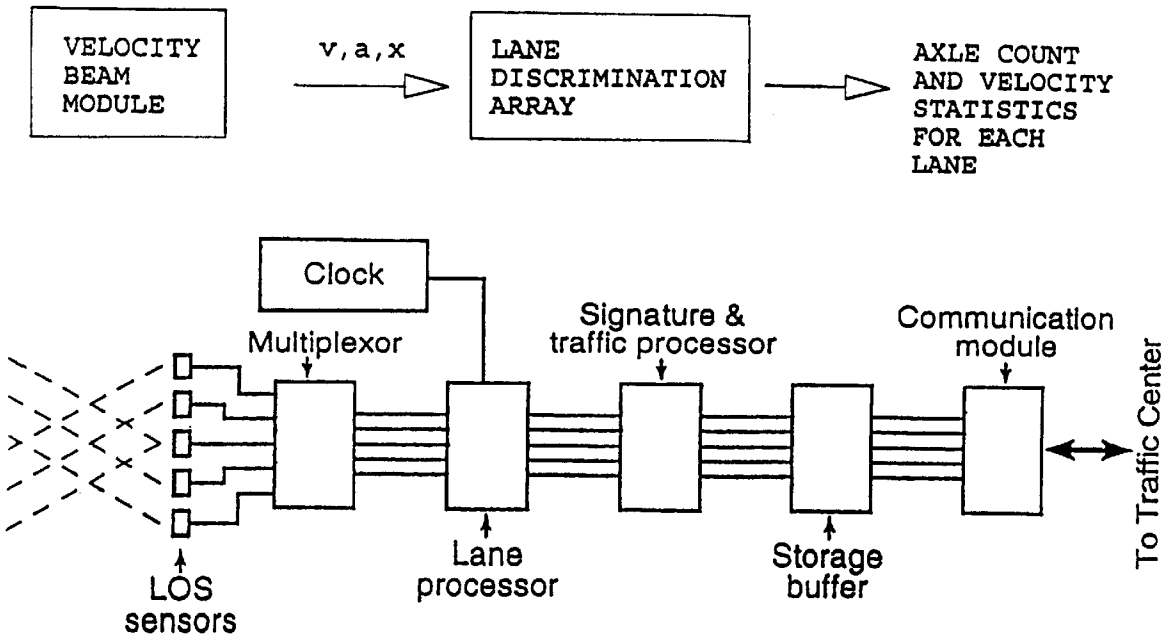 VELOCITY
BEAM
MODULE
v,a,x
LANE
DISCRIMINATION
ARRAY
AXLE COUNT
AND VELOCITY
STATISTICS
FOR EACH
LANE
Clock
Multiplexor
Signature &
traffic processor
Communication
module
LOS
sensors
Lane
processor
Storage
buffer
To Traffic Center